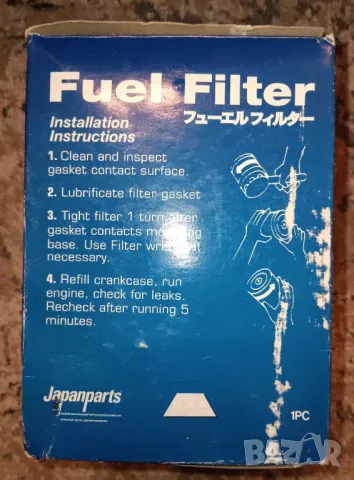 Fuel Filter
フューエル フィルター
Installation
Instructions
1. Clean and inspect
gasket contact surface.
2. Lubrificate filter gasket
3. Tight filter 1 turn after
gasket contacts mounting
base. Use Filter wrench if
necessary.
4. Refill crankcase, run
engine, check for leaks.
Recheck after running 5
minutes.
Japanparts
1PC
BAZAR